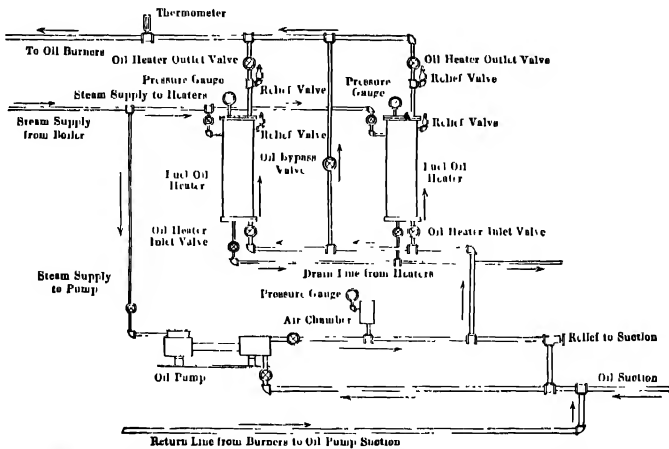 Thermometer
To Oil Burners
Oil Heater Outlet Valve
Oil Heater Outlet Valve
Pressure Gauge
Relief Valve
Pressure
Gauge
Relief Valve
Steam Supply to Heaters
Steam Supply
from Boiler
Relief Valve
Relief Valve
Oil Bypass
Valve
Fuel Oil
Heater
Fuel Oil
Heater
Oil Heater
Inlet Valve
Oil Heater Inlet Valve
Drain Line from Heaters
Steam Supply
to Pump
Pressure Gauge
Air Chamber
Relief to Suction
Oil Pump
Oil Suction
Return Line from Burners to Oil Pump Suction